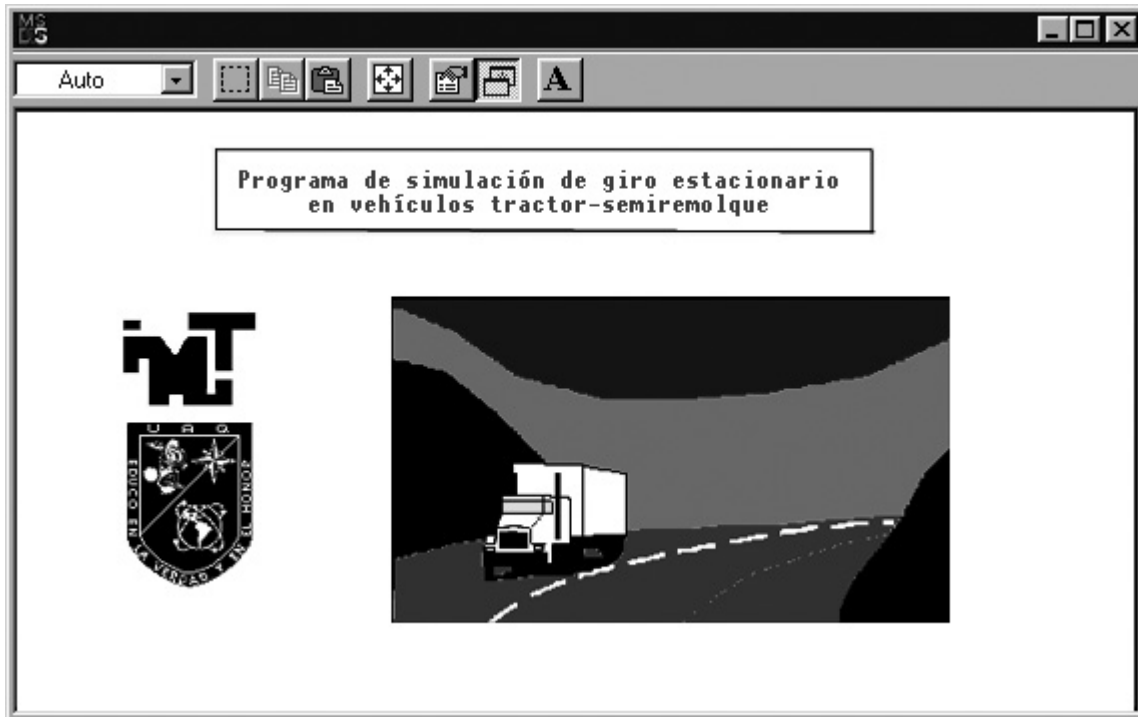 MS
DS
Auto
A
Programa de simulación de giro estacionario
en vehículos tractor-semiremolque
iMT
U A Q
EDUCO EN LA VERDAD Y EN EL HONOR